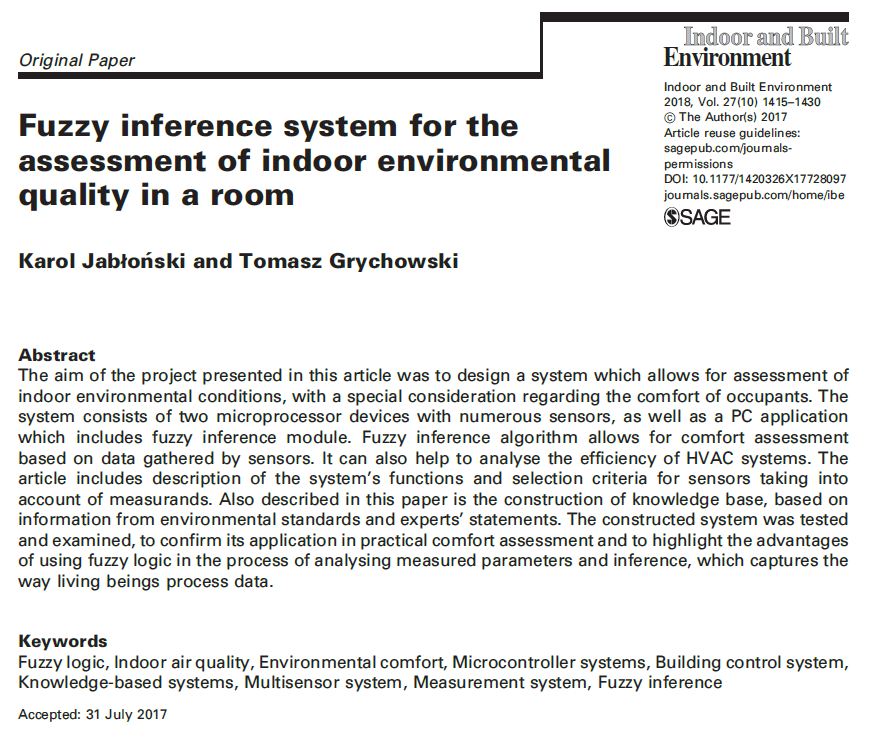 Original Paper
Indoor and Built
Environment
Indoor and Built Environment
2018, Vol. 27(10) 1415–1430
© The Author(s) 2017
Article reuse guidelines:
sagepub.com/journals-
permissions
DOI: 10.1177/1420326X17728097
journals.sagepub.com/home/ibe
SAGE
Fuzzy inference system for the
assessment of indoor environmental
quality in a room
Karol Jabłoński and Tomasz Grychowski
Abstract
The aim of the project presented in this article was to design a system which allows for assessment of
indoor environmental conditions, with a special consideration regarding the comfort of occupants. The
system consists of two microprocessor devices with numerous sensors, as well as a PC application
which includes fuzzy inference module. Fuzzy inference algorithm allows for comfort assessment
based on data gathered by sensors. It can also help to analyse the efficiency of HVAC systems. The
article includes description of the system's functions and selection criteria for sensors taking into
account of measurands. Also described in this paper is the construction of knowledge base, based on
information from environmental standards and experts' statements. The constructed system was tested
and examined, to confirm its application in practical comfort assessment and to highlight the advantages
of using fuzzy logic in the process of analysing measured parameters and inference, which captures the
way living beings process data.
Keywords
Fuzzy logic, Indoor air quality, Environmental comfort, Microcontroller systems, Building control system,
Knowledge-based systems, Multisensor system, Measurement system, Fuzzy inference
Accepted: 31 July 2017